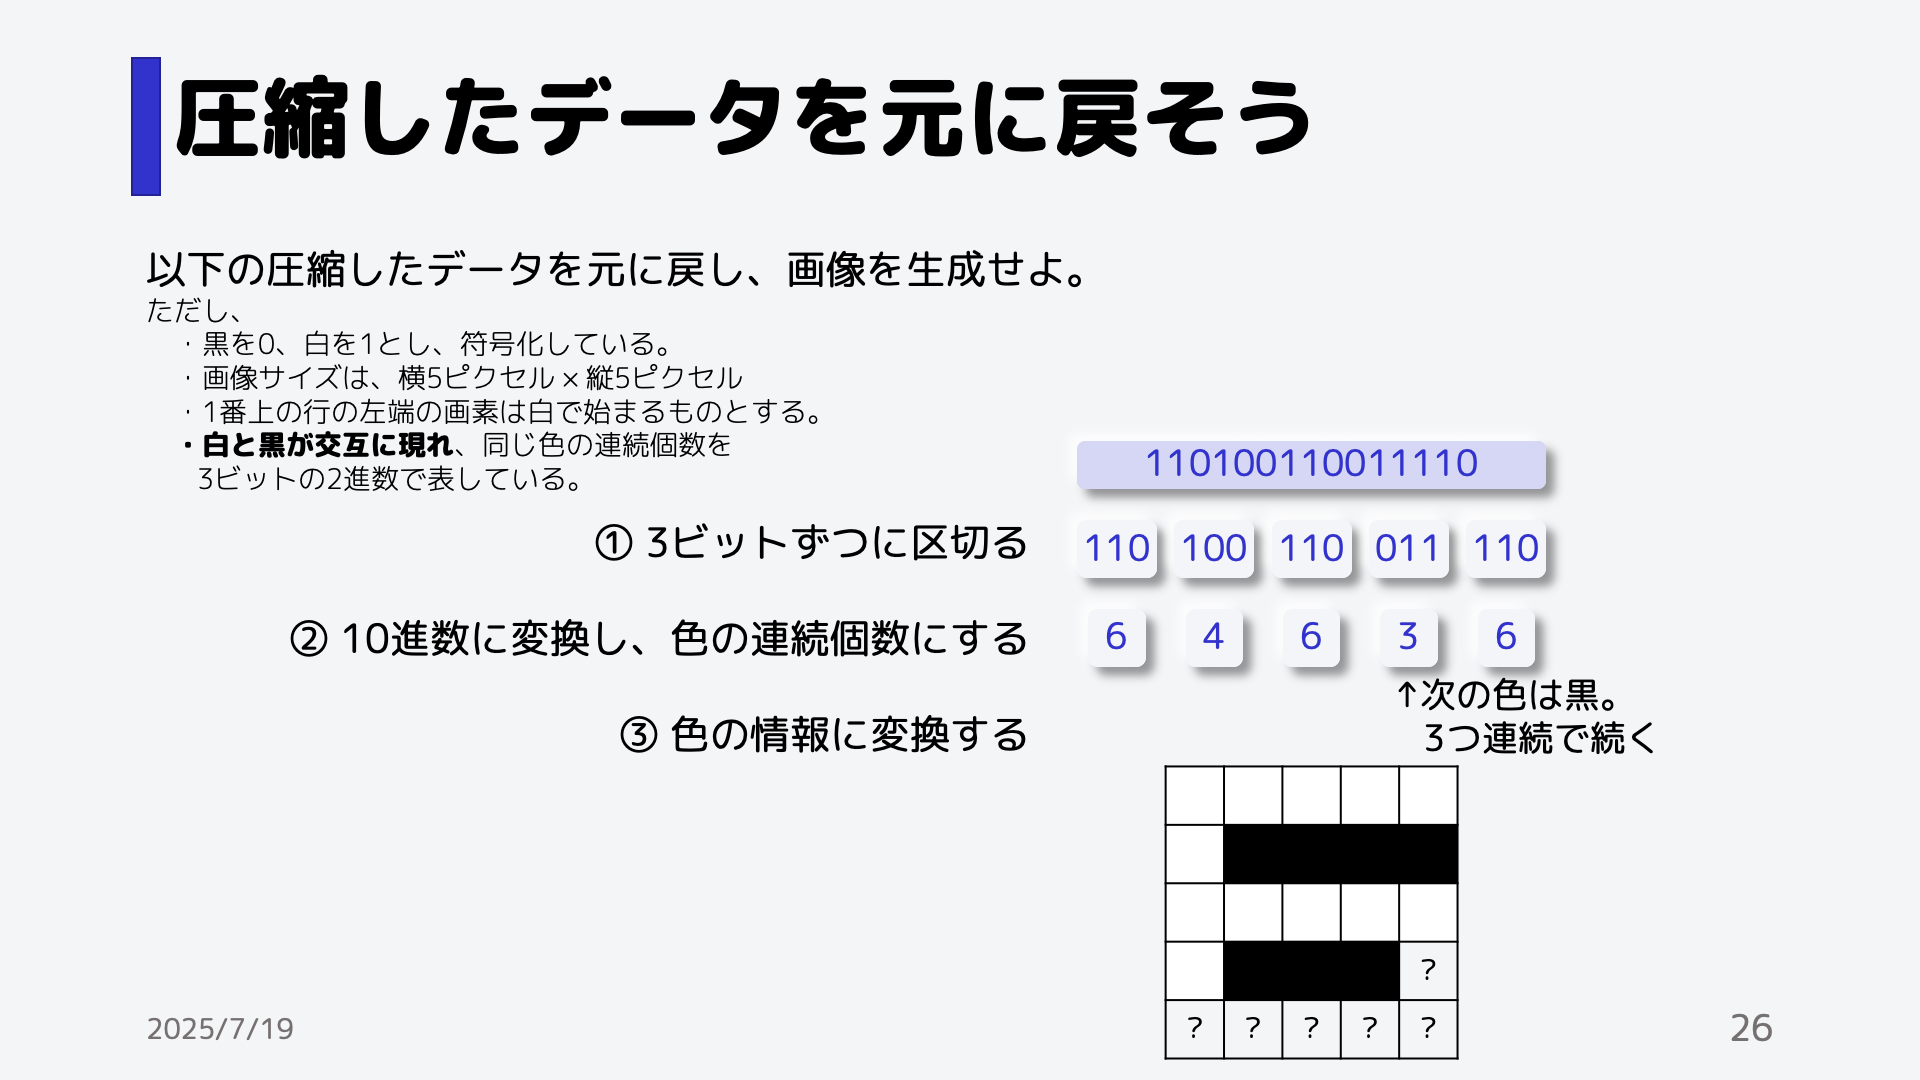 圧縮したデータを元に戻そう
以下の圧縮したデータを元に戻し、画像を生成せよ。
ただし、
・黒を0、白を1とし、符号化している。
・画像サイズは、横5ピクセル × 縦5ピクセル
・1番上の行の左端の画素は白で始まるものとする。
・白と黒が交互に現れ、同じ色の連続個数を
3ビットの2進数で表している。
110100110011110
① 3ビットずつに区切る
110 100 110 011 110
② 10進数に変換し、色の連続個数にする
6 4 6 3 6
↑次の色は黒。
3つ連続で続く
③ 色の情報に変換する
?
? ? ? ? ?
2025/7/19
26